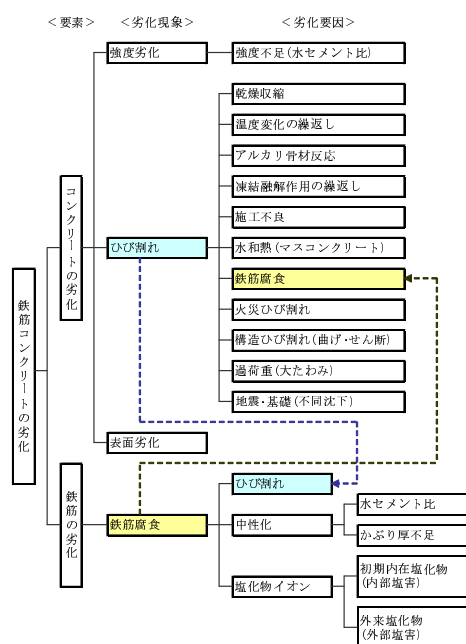 ＜要素＞ ＜劣化現象＞ ＜劣化要因＞
強度劣化
強度不足(水セメント比)
乾燥収縮
温度変化の繰返し
アルカリ骨材反応
凍結融解作用の繰返し
施工不良
コンクリートの劣化
ひび割れ
水和熱(マスコンクリート)
鉄筋腐食
火災ひび割れ
構造ひび割れ(曲げ・せん断)
過荷重(大たわみ)
地震・基礎(不同沈下)
鉄筋コンクリートの劣化
表面劣化
鉄筋の劣化
鉄筋腐食
ひび割れ
中性化
水セメント比
かぶり厚不足
塩化物イオン
初期内在塩化物
(内部塩害)
外来塩化物
(外部塩害)